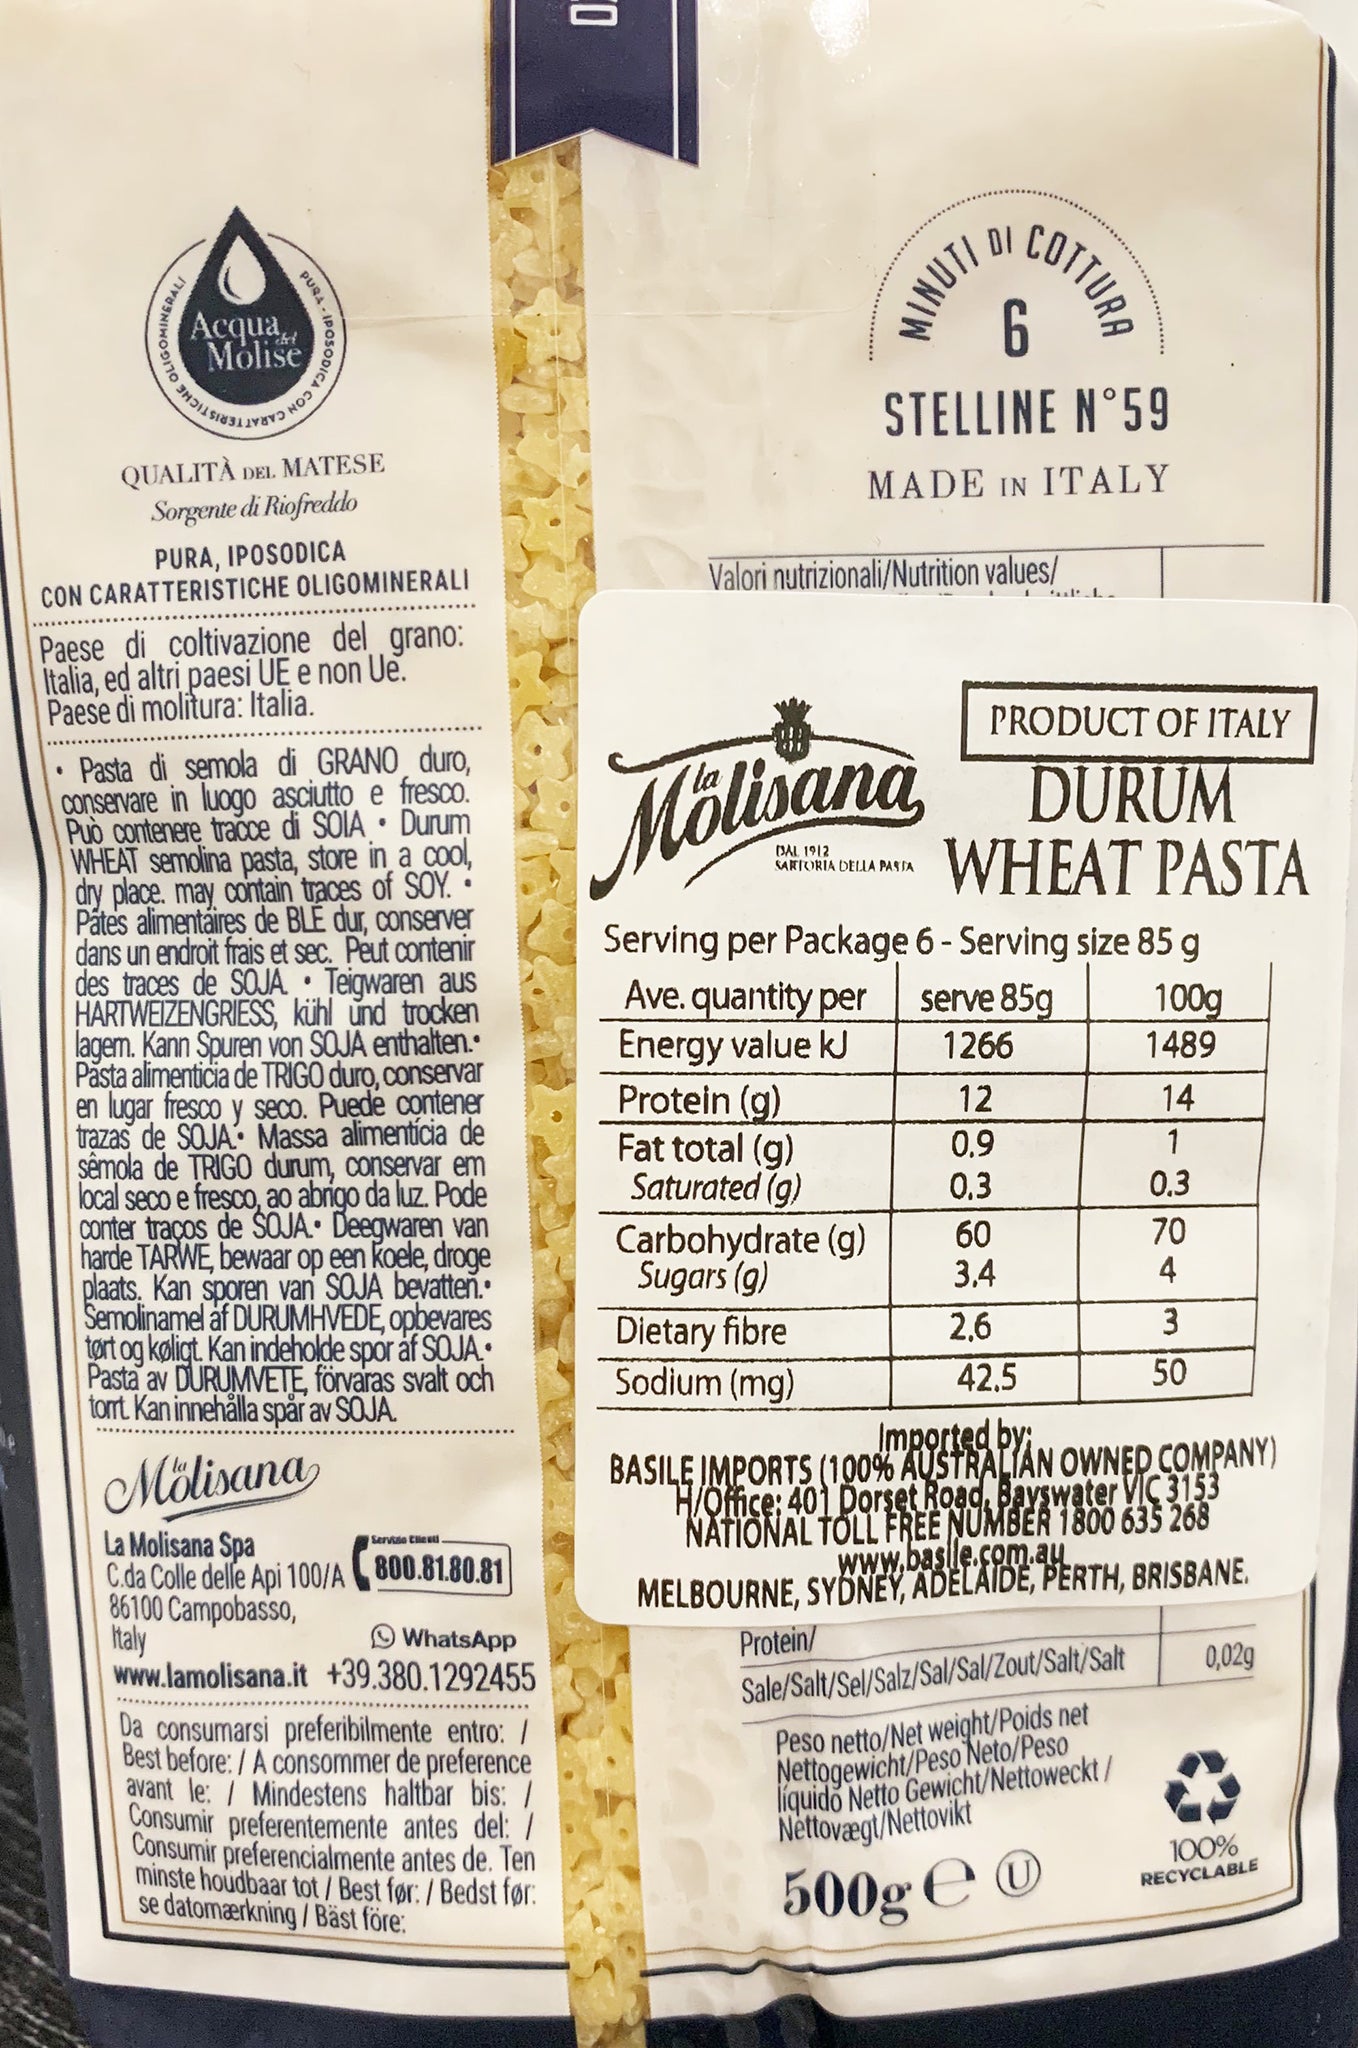 Acqua del
Molise
PURA - IPOSODICA CON CARATTERISTICHE OLIGOMINERALI
QUALITÀ DEL MATESE
Sorgente di Riofreddo
PURA, IPOSODICA
CON CARATTERISTICHE OLIGOMINERALI
Paese di coltivazione del grano:
Italia, ed altri paesi UE e non Ue.
Paese di molitura: Italia.
• Pasta di semola di GRANO duro,
conservare in luogo asciutto e fresco.
Può contenere tracce di SOIA • Durum
WHEAT semolina pasta, store in a cool,
dry place. may contain traces of SOY. •
Pâtes alimentaires de BLÉ dur, conserver
dans un endroit frais et sec. Peut contenir
des traces de SOJA. • Teigwaren aus
HARTWEIZENGRIESS, kühl und trocken
lagern. Kann Spuren von SOJA enthalten.•
Pasta alimenticia de TRIGO duro, conservar
en lugar fresco y seco. Puede contener
trazas de SOJA.• Massa alimentícia de
sêmola de TRIGO durum, conservar em
local seco e fresco, ao abrigo da luz. Pode
conter traços de SOJA.• Deegwaren van
harde TARWE, bewaar op een koele, droge
plaats. Kan sporen van SOJA bevatten.•
Semolinamel af DURUMHVEDE, opbevares
tørt og køligt. Kan indeholde spor af SOJA.•
Pasta av DURUMVETE, förvaras svalt och
torrt. Kan innehålla spår av SOJA.
la Molisana
La Molisana Spa
C.da Colle delle Api 100/A
86100 Campobasso,
Italy
Servizio Clienti
800.81.80.81
WhatsApp
www.lamolisana.it +39.380.1292455
Da consumarsi preferibilmente entro: /
Best before: / A consommer de preference
avant le: / Mindestens haltbar bis: /
Consumir preferentemente antes del: /
Consumir preferencialmente antes de. Ten
minste houdbaar tot / Best før: / Bedst før:
se datomærkning / Bäst före:
MINUTI DI COTTURA
6
STELLINE N°59
MADE IN ITALY
Valori nutrizionali/Nutrition values/
la Molisana
DAL 1912
SARTORIA DELLA PASTA
PRODUCT OF ITALY
DURUM
WHEAT PASTA
Serving per Package 6 - Serving size 85 g
Ave. quantity per serve 85g 100g
Energy value kJ 1266 1489
Protein (g) 12 14
Fat total (g) 0.9 1
Saturated (g) 0.3 0.3
Carbohydrate (g) 60 70
Sugars (g) 3.4 4
Dietary fibre 2.6 3
Sodium (mg) 42.5 50
Imported by:
BASILE IMPORTS (100% AUSTRALIAN OWNED COMPANY)
H/Office: 401 Dorset Road, Bayswater VIC 3153
NATIONAL TOLL FREE NUMBER 1800 635 268
www.basile.com.au
MELBOURNE, SYDNEY, ADELAIDE, PERTH, BRISBANE.
Protein/
Sale/Salt/Sel/Salz/Sal/Sal/Zout/Salt/Salt 0,02g
Peso netto/Net weight/Poids net
Nettogewicht/Peso Neto/Peso
líquido Netto Gewicht/Nettoweckt /
Nettovægt/Nettovikt
500g e U
100%
RECYCLABLE